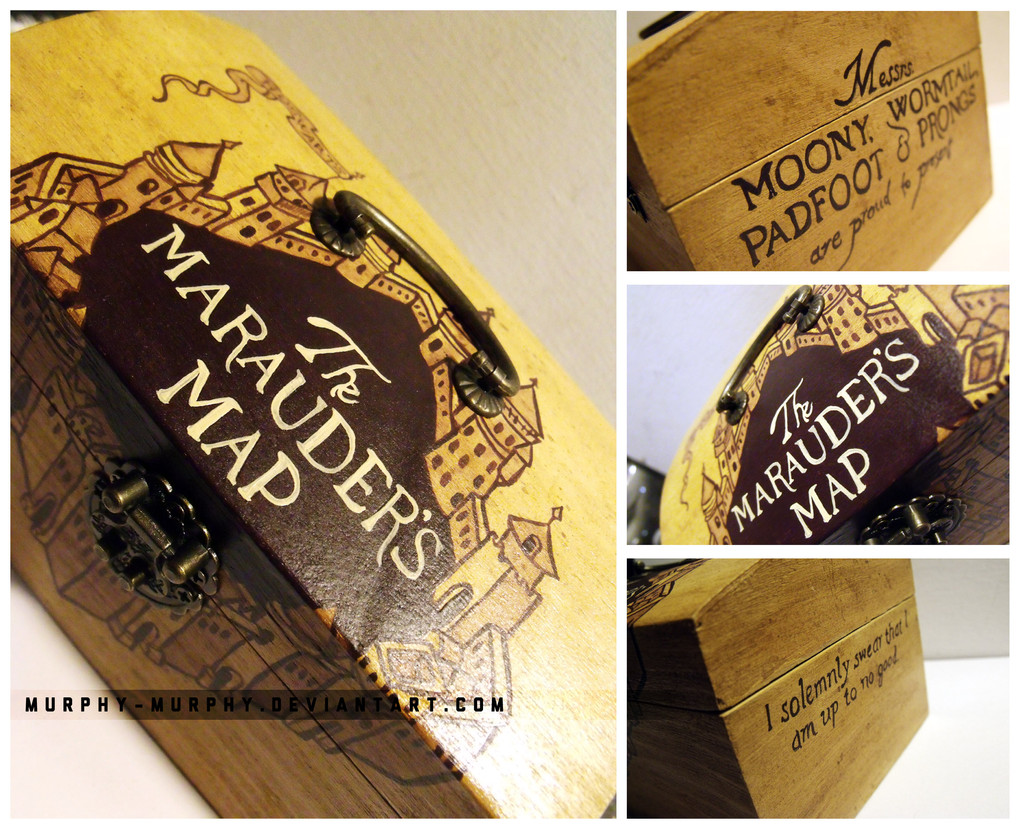 The
MARAUDER'S
MAP
MURPHY-MURPHY.DEVIANTART.COM
Messrs.
MOONY, WORMTAIL,
PADFOOT & PRONGS
are proud to present
The
MARAUDER'S
MAP
I solemnly swear that I
am up to no good